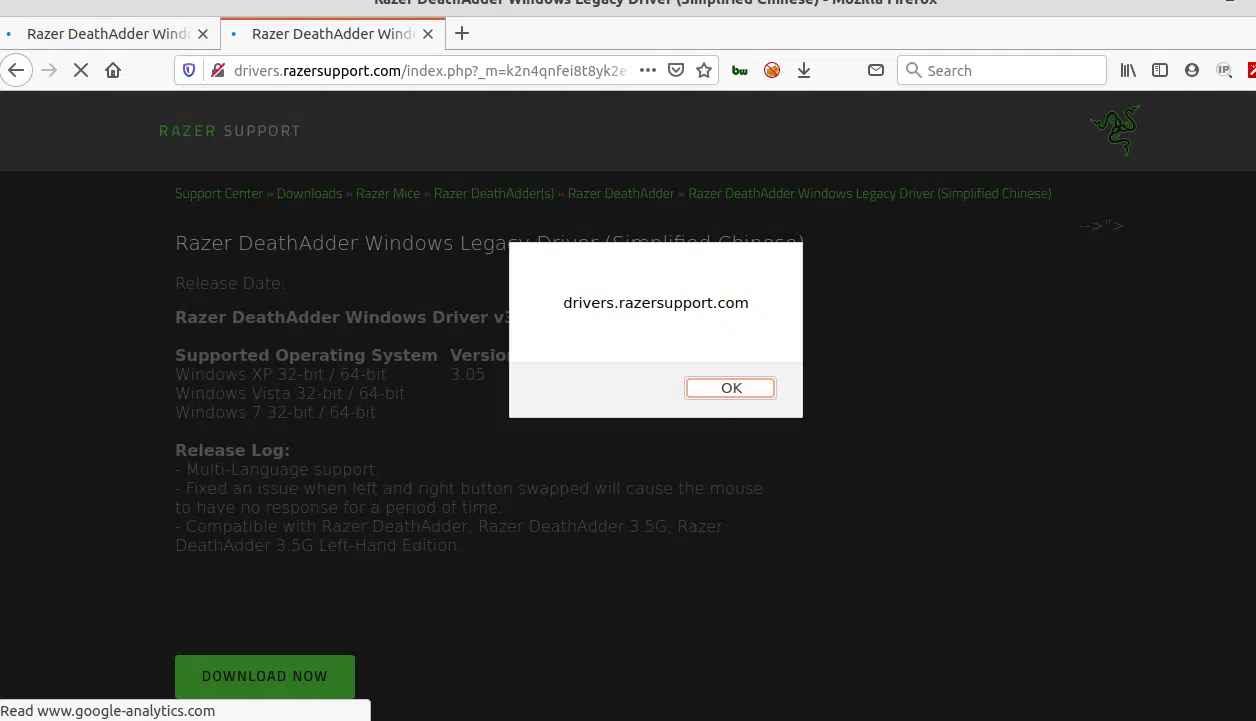 Razer DeathAdder Windows Legacy Driver (Simplified Chinese) - Mozilla Firefox
Razer DeathAdder Wind
Razer DeathAdder Wind
drivers.razersupport.com/index.php?_m=k2n4qnfei8t8yk2e
bw
Search
IP
RAZER SUPPORT
Support Center » Downloads » Razer Mice » Razer DeathAdder(s) » Razer DeathAdder » Razer DeathAdder Windows Legacy Driver (Simplified Chinese)
-->">
Razer DeathAdder Windows Legacy Driver (Simplified Chinese)
Release Date:
Razer DeathAdder Windows Driver v3
drivers.razersupport.com
OK
Supported Operating System Version
Windows XP 32-bit / 64-bit 3.05
Windows Vista 32-bit / 64-bit
Windows 7 32-bit / 64-bit
Release Log:
- Multi-Language support.
- Fixed an issue when left and right button swapped will cause the mouse
to have no response for a period of time.
- Compatible with Razer DeathAdder, Razer DeathAdder 3.5G, Razer
DeathAdder 3.5G Left-Hand Edition.
DOWNLOAD NOW
Read www.google-analytics.com